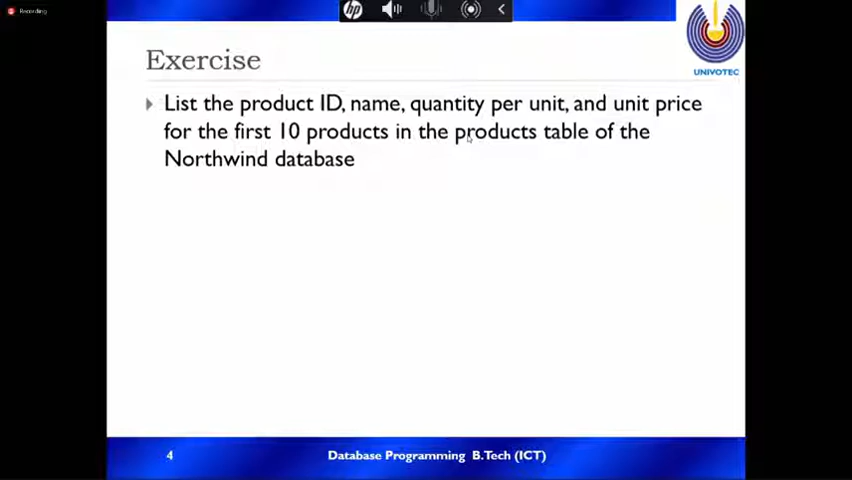 Recording
hp
UNIVOTEC
Exercise
List the product ID, name, quantity per unit, and unit price
for the first 10 products in the products table of the
Northwind database
4
Database Programming B.Tech (ICT)